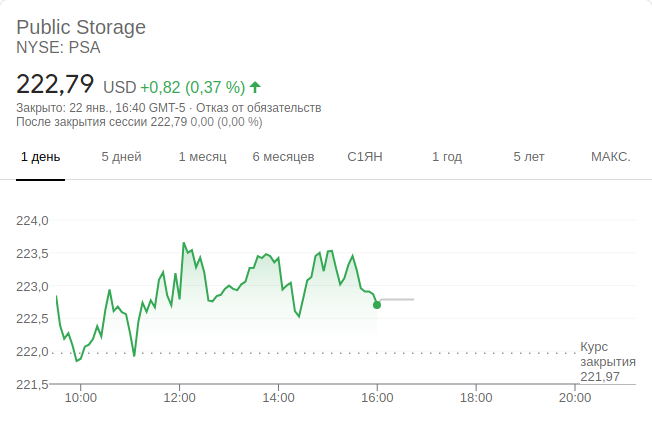 Public Storage
NYSE: PSA
222,79 USD +0,82 (0,37 %)
Закрыто: 22 янв., 16:40 GMT-5 · Отказ от обязательств
После закрытия сессии 222,79 0,00 (0,00 %)
1 день 5 дней 1 месяц 6 месяцев С1ЯН 1 год 5 лет МАКС.
224,0
223,5
223,0
222,5
222,0
221,5
Курс
закрытия
221,97
10:00 12:00 14:00 16:00 18:00 20:00